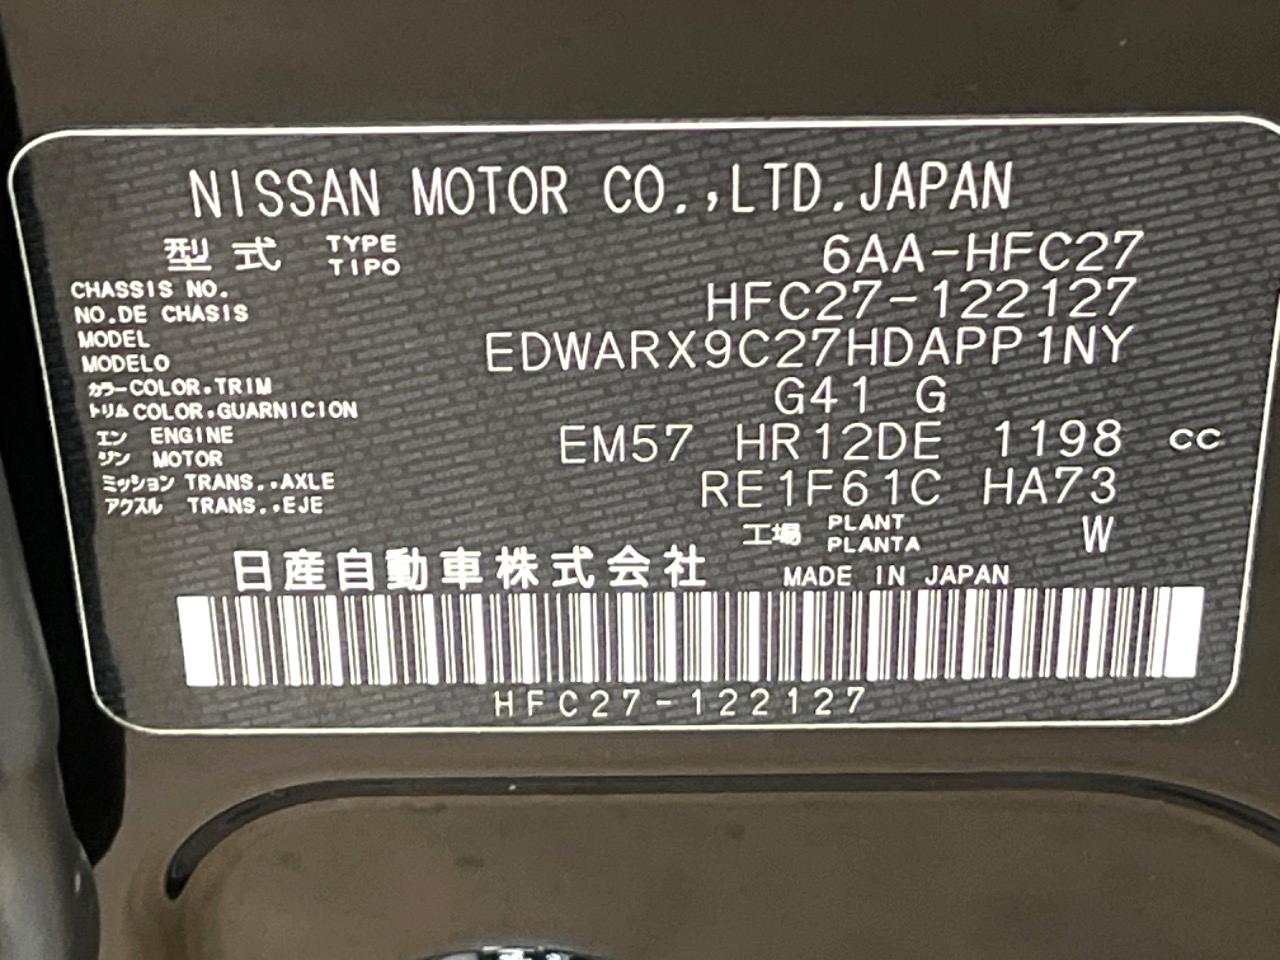 NISSAN MOTOR CO.,LTD.JAPAN
型式 TYPE TIPO 6AA-HFC27
CHASSIS NO.
NO.DE CHASIS HFC27-122127
MODEL
MODELO EDWARX9C27HDAPP1NY
カラー COLOR.TRIM
トリム COLOR.GUARNICION G41 G
エン ENGINE
ジン MOTOR EM57 HR12DE 1198 cc
ミッション TRANS..AXLE
アクスル TRANS..EJE RE1F61C HA73
工場 PLANT PLANTA W
日産自動車株式会社 MADE IN JAPAN
HFC27-122127